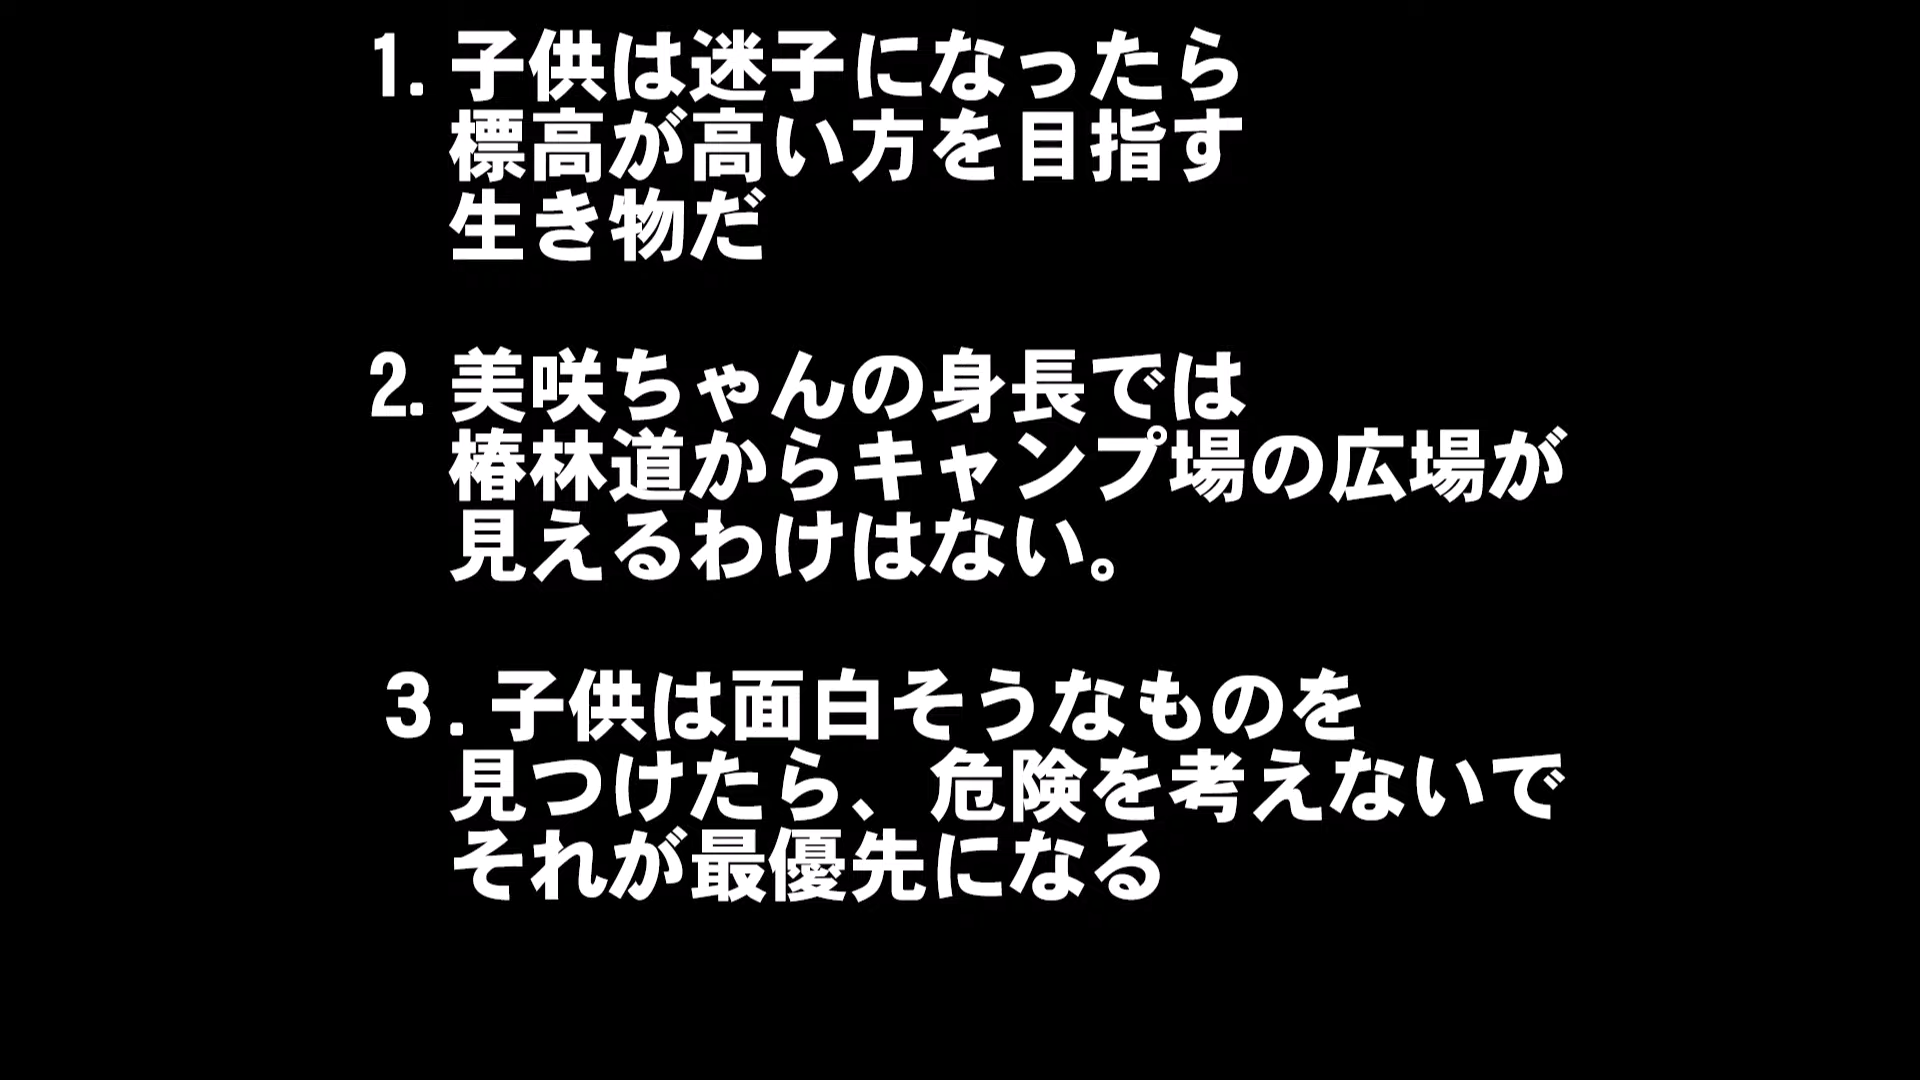 1. 子供は迷子になったら
標高が高い方を目指す
生き物だ
2. 美咲ちゃんの身長では
椿林道からキャンプ場の広場が
見えるわけはない。
３. 子供は面白そうなものを
見つけたら、危険を考えないで
それが最優先になる